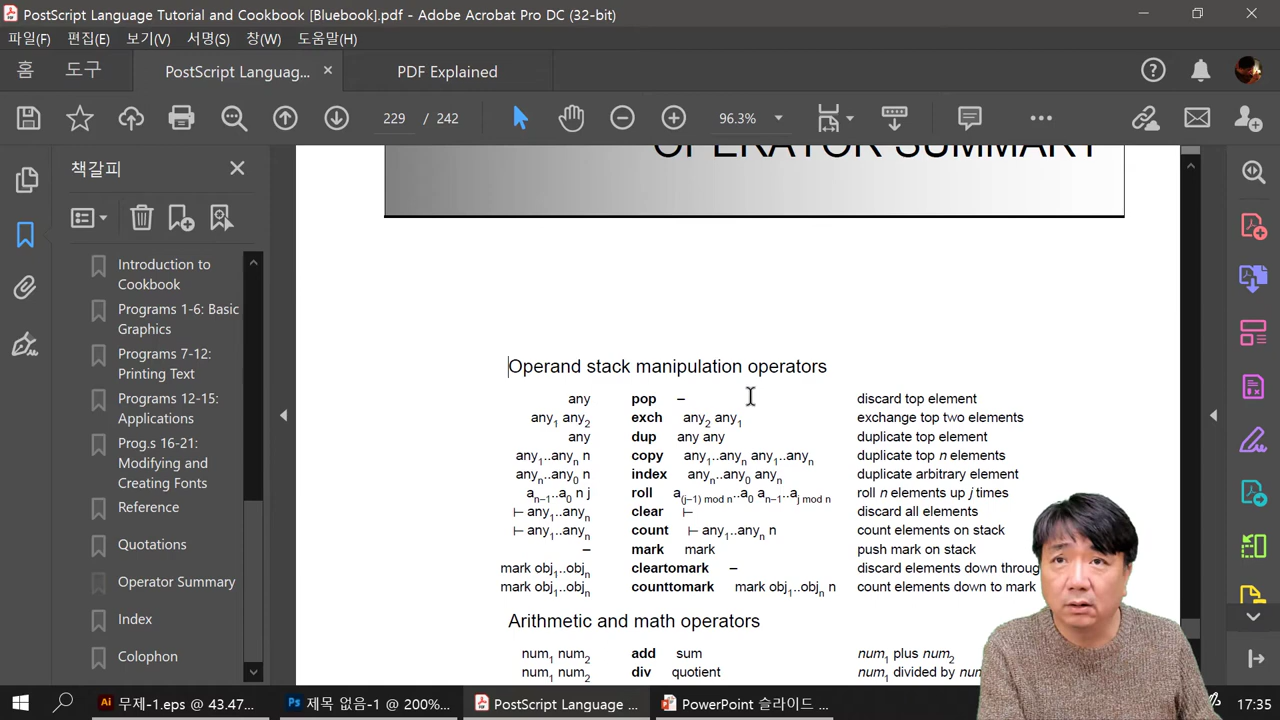 PostScript Language Tutorial and Cookbook [Bluebook].pdf - Adobe Acrobat Pro DC (32-bit)
파일(F) 편집(E) 보기(V) 서명(S) 창(W) 도움말(H)
홈 도구 PostScript Languag... × PDF Explained
229 / 242 96.3%
OPERATOR SUMMARY
책갈피
Introduction to
Cookbook
Programs 1-6: Basic
Graphics
Programs 7-12:
Printing Text
Programs 12-15:
Applications
Prog.s 16-21:
Modifying and
Creating Fonts
Reference
Quotations
Operator Summary
Index
Colophon
Operand stack manipulation operators
any pop – discard top element
any1 any2 exch any2 any1 exchange top two elements
any dup any any duplicate top element
any1..anyn n copy any1..anyn any1..anyn duplicate top n elements
anyn..any0 n index anyn..any0 anyn duplicate arbitrary element
an–1..a0 n j roll a(j–1) mod n..a0 an–1..aj mod n roll n elements up j times
⊢ any1..anyn clear ⊢ discard all elements
⊢ any1..anyn count ⊢ any1..anyn n count elements on stack
– mark mark push mark on stack
mark obj1..objn cleartomark – discard elements down throu
mark obj1..objn counttomark mark obj1..objn n count elements down to mark
Arithmetic and math operators
num1 num2 add sum num1 plus num2
num1 num2 div quotient num1 divided by
무제-1.eps @ 43.47... 제목 없음-1 @ 200%... PostScript Language ... PowerPoint 슬라이드 ... 17:35